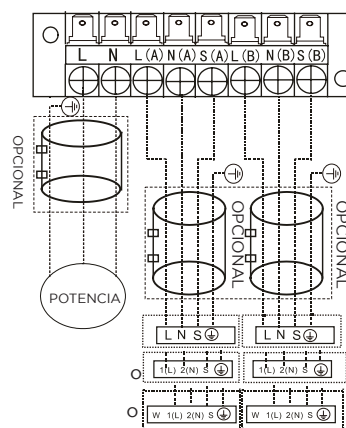 L N L(A) N(A) S(A) L(B) N(B) S(B)
OPCIONAL
OPCIONAL
OPCIONAL
POTENCIA
L N S
L N S
O
1(L) 2(N) S
1(L) 2(N) S
O
W 1(L) 2(N) S
W 1(L) 2(N) S